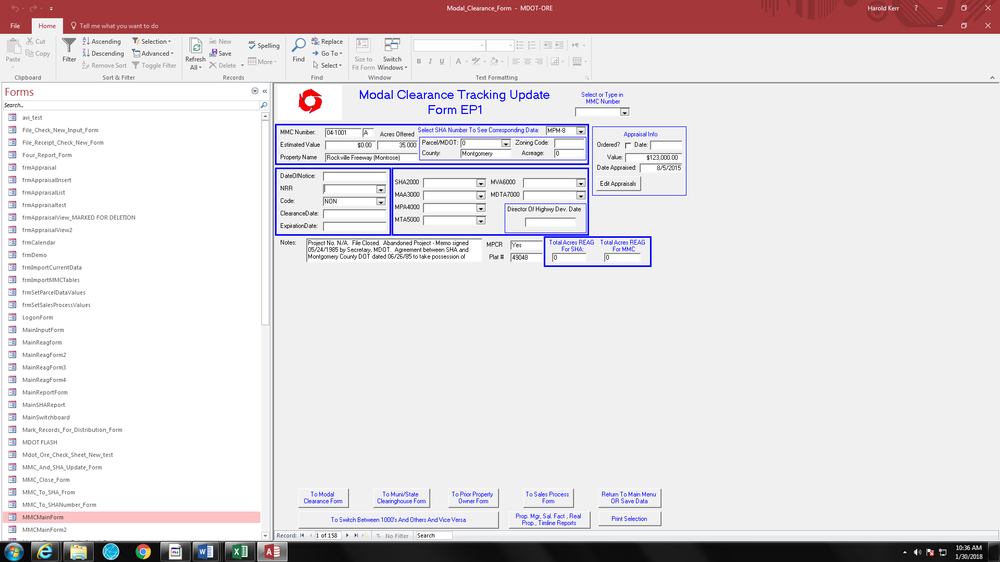 Modal_Clearance_Form - MDOT-ORE
Harold Kerr
?
File
Home
Tell me what you want to do
Paste
Cut
Copy
Clipboard
Filter
Ascending
Descending
Remove Sort
Selection
Advanced
Toggle Filter
Sort & Filter
Refresh
All
New
Save
Delete
Spelling
More
Records
Find
Replace
Go To
Select
Find
Size to
Fit Form
Switch
Windows
Window
B I U
A
Text Formatting
Forms
Search...
avi_test
File_Check_New_Input_Form
File_Receipt_Check_New_Form
Four_Report_Form
frmAppraisal
frmAppraisalInsert
frmAppraisalList
frmAppraisaltest
frmAppraisalView_MARKED FOR DELETION
frmAppraisalView2
frmCalendar
frmDemo
frmImportCurrentData
frmImportMMCTables
frmSetParcelDataValues
frmSetSalesProcessValues
LogonForm
MainInputForm
MainReagform
MainReagForm2
MainReagForm3
MainReagForm4
MainReportForm
MainSHAReport
MainSwitchboard
Mark_Records_For_Distribution_Form
MDOT FLASH
Mdot_Ore_Check_Sheet_New_test
MMC_And_SHA_Update_Form
MMC_Close_Form
MMC_To_SHA_From
MMC_To_SHANumber_Form
MMCMainForm
MMCMainForm2
Modal Clearance Tracking Update
Form EP1
Select or Type in
MMC Number
MMC Number: 04-1001 A Acres Offered
Select SHA Number To See Corresponding Data: MPM-8
Estimated Value $0.00 35.000
Parcel/MDOT: 0 Zoning Code:
Property Name Rockville Freeway (Montrose)
County: Montgomery Acreage: 0
Appraisal Info
Ordered? Date:
Value: $123,000.00
Date Appraised: 8/5/2015
Edit Appraisals
DateOfNotice:
NRR
Code: NON
ClearanceDate:
ExpirationDate:
SHA2000 MVA6000
MAA3000 MDTA7000
MPA4000
MTA5000
Director Of Highwy Dev. Date
Notes:
Project No. N/A. File Closed. Abandoned Project - Memo signed
05/24/1985 by Secretary, MDOT. Agreement between SHA and
Montgomery County DOT dated 06/26/85 to take possession of
MPCR Yes
Plat # 49048
Total Acres REAG
For SHA:
0
Total Acres REAG
For MMC
0
To Modal
Clearance Form
To Muni/State
Clearinghouse Form
To Prior Property
Owner Form
To Sales Process
Form
Return To Main Menu
OR Save Data
To Switch Between 1000's And Others And Vice Versa
Prop. Mgr, Sal. Fact , Real
Prop., Timline Reports
Print Selection
Record: 1 of 158 No Filter Search
10:36 AM
1/30/2018